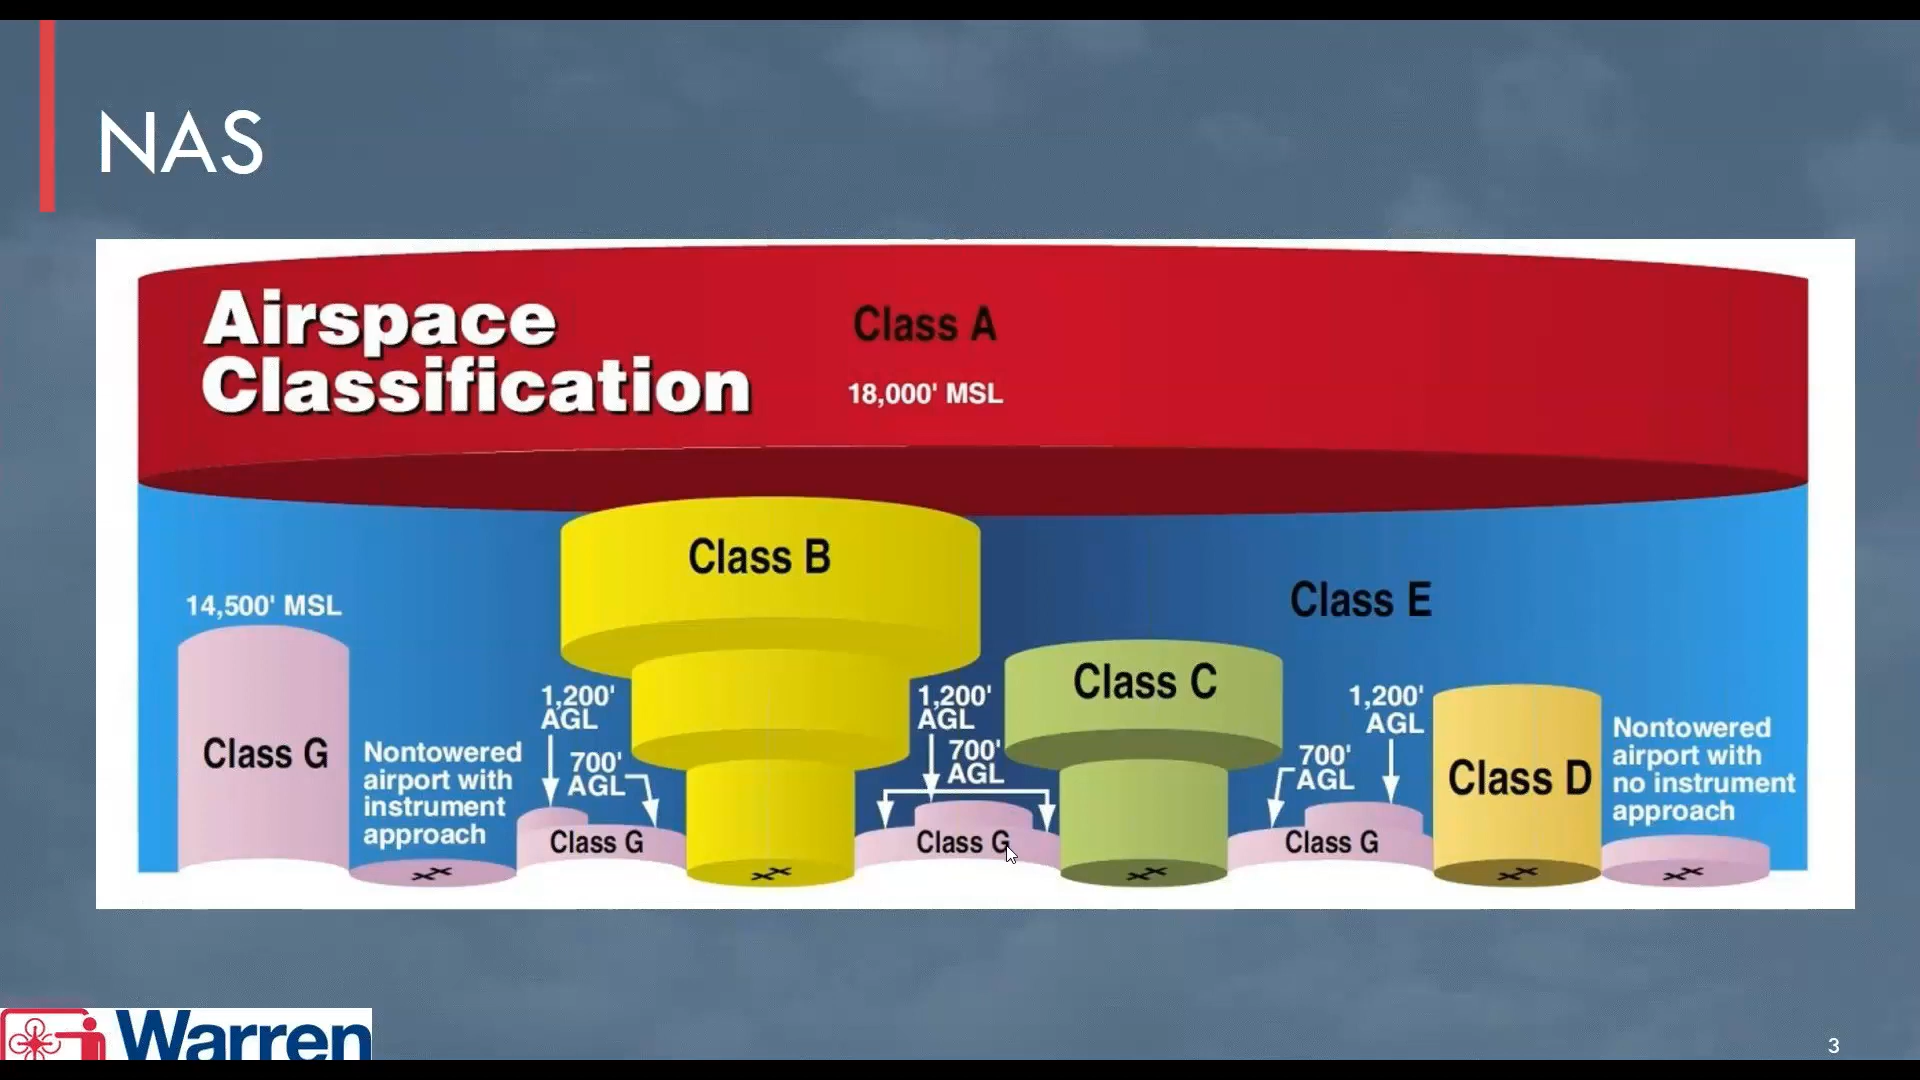 NAS
Airspace
Classification
Class A
18,000' MSL
Class B
14,500' MSL
Class E
Class C
1,200'
AGL
1,200'
AGL
1,200'
AGL
Class G
Nontowered
airport with
instrument
approach
700'
AGL
700'
AGL
700'
AGL
Class D
Nontowered
airport with
no instrument
approach
Class G
Class G
Class G
Warren
3